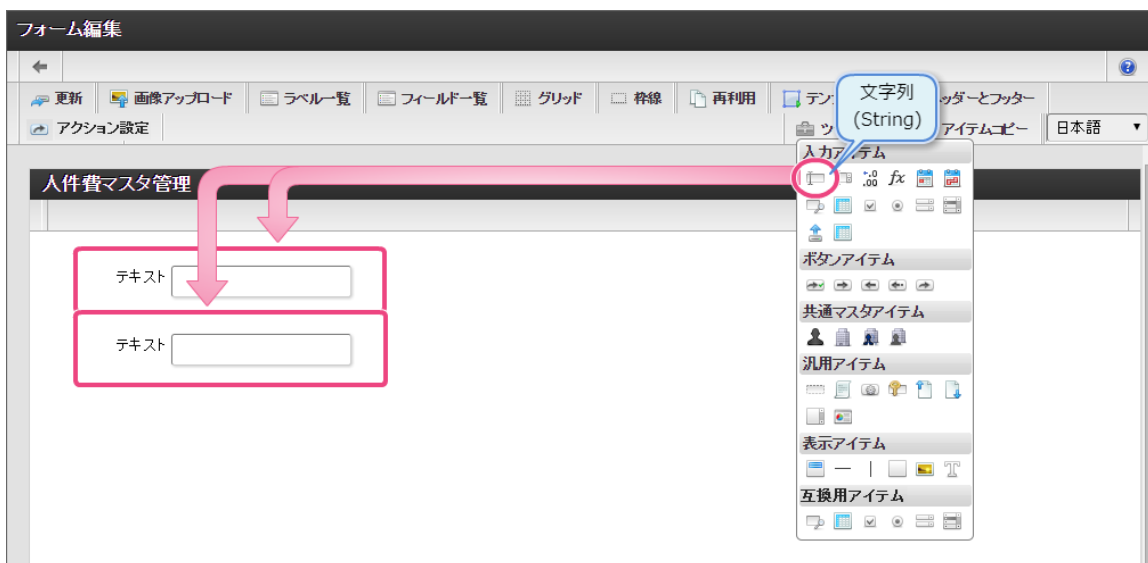 フォーム編集
更新 画像アップロード ラベル一覧 フィールド一覧 グリッド 枠線 再利用 テン ッダーとフッター
アクション設定 ツ アイテムコピー 日本語
文字列
(String)
入力アイテム
人件費マスタ管理
fx
テキスト
テキスト
ボタンアイテム
共通マスタアイテム
汎用アイテム
表示アイテム
互換用アイテム